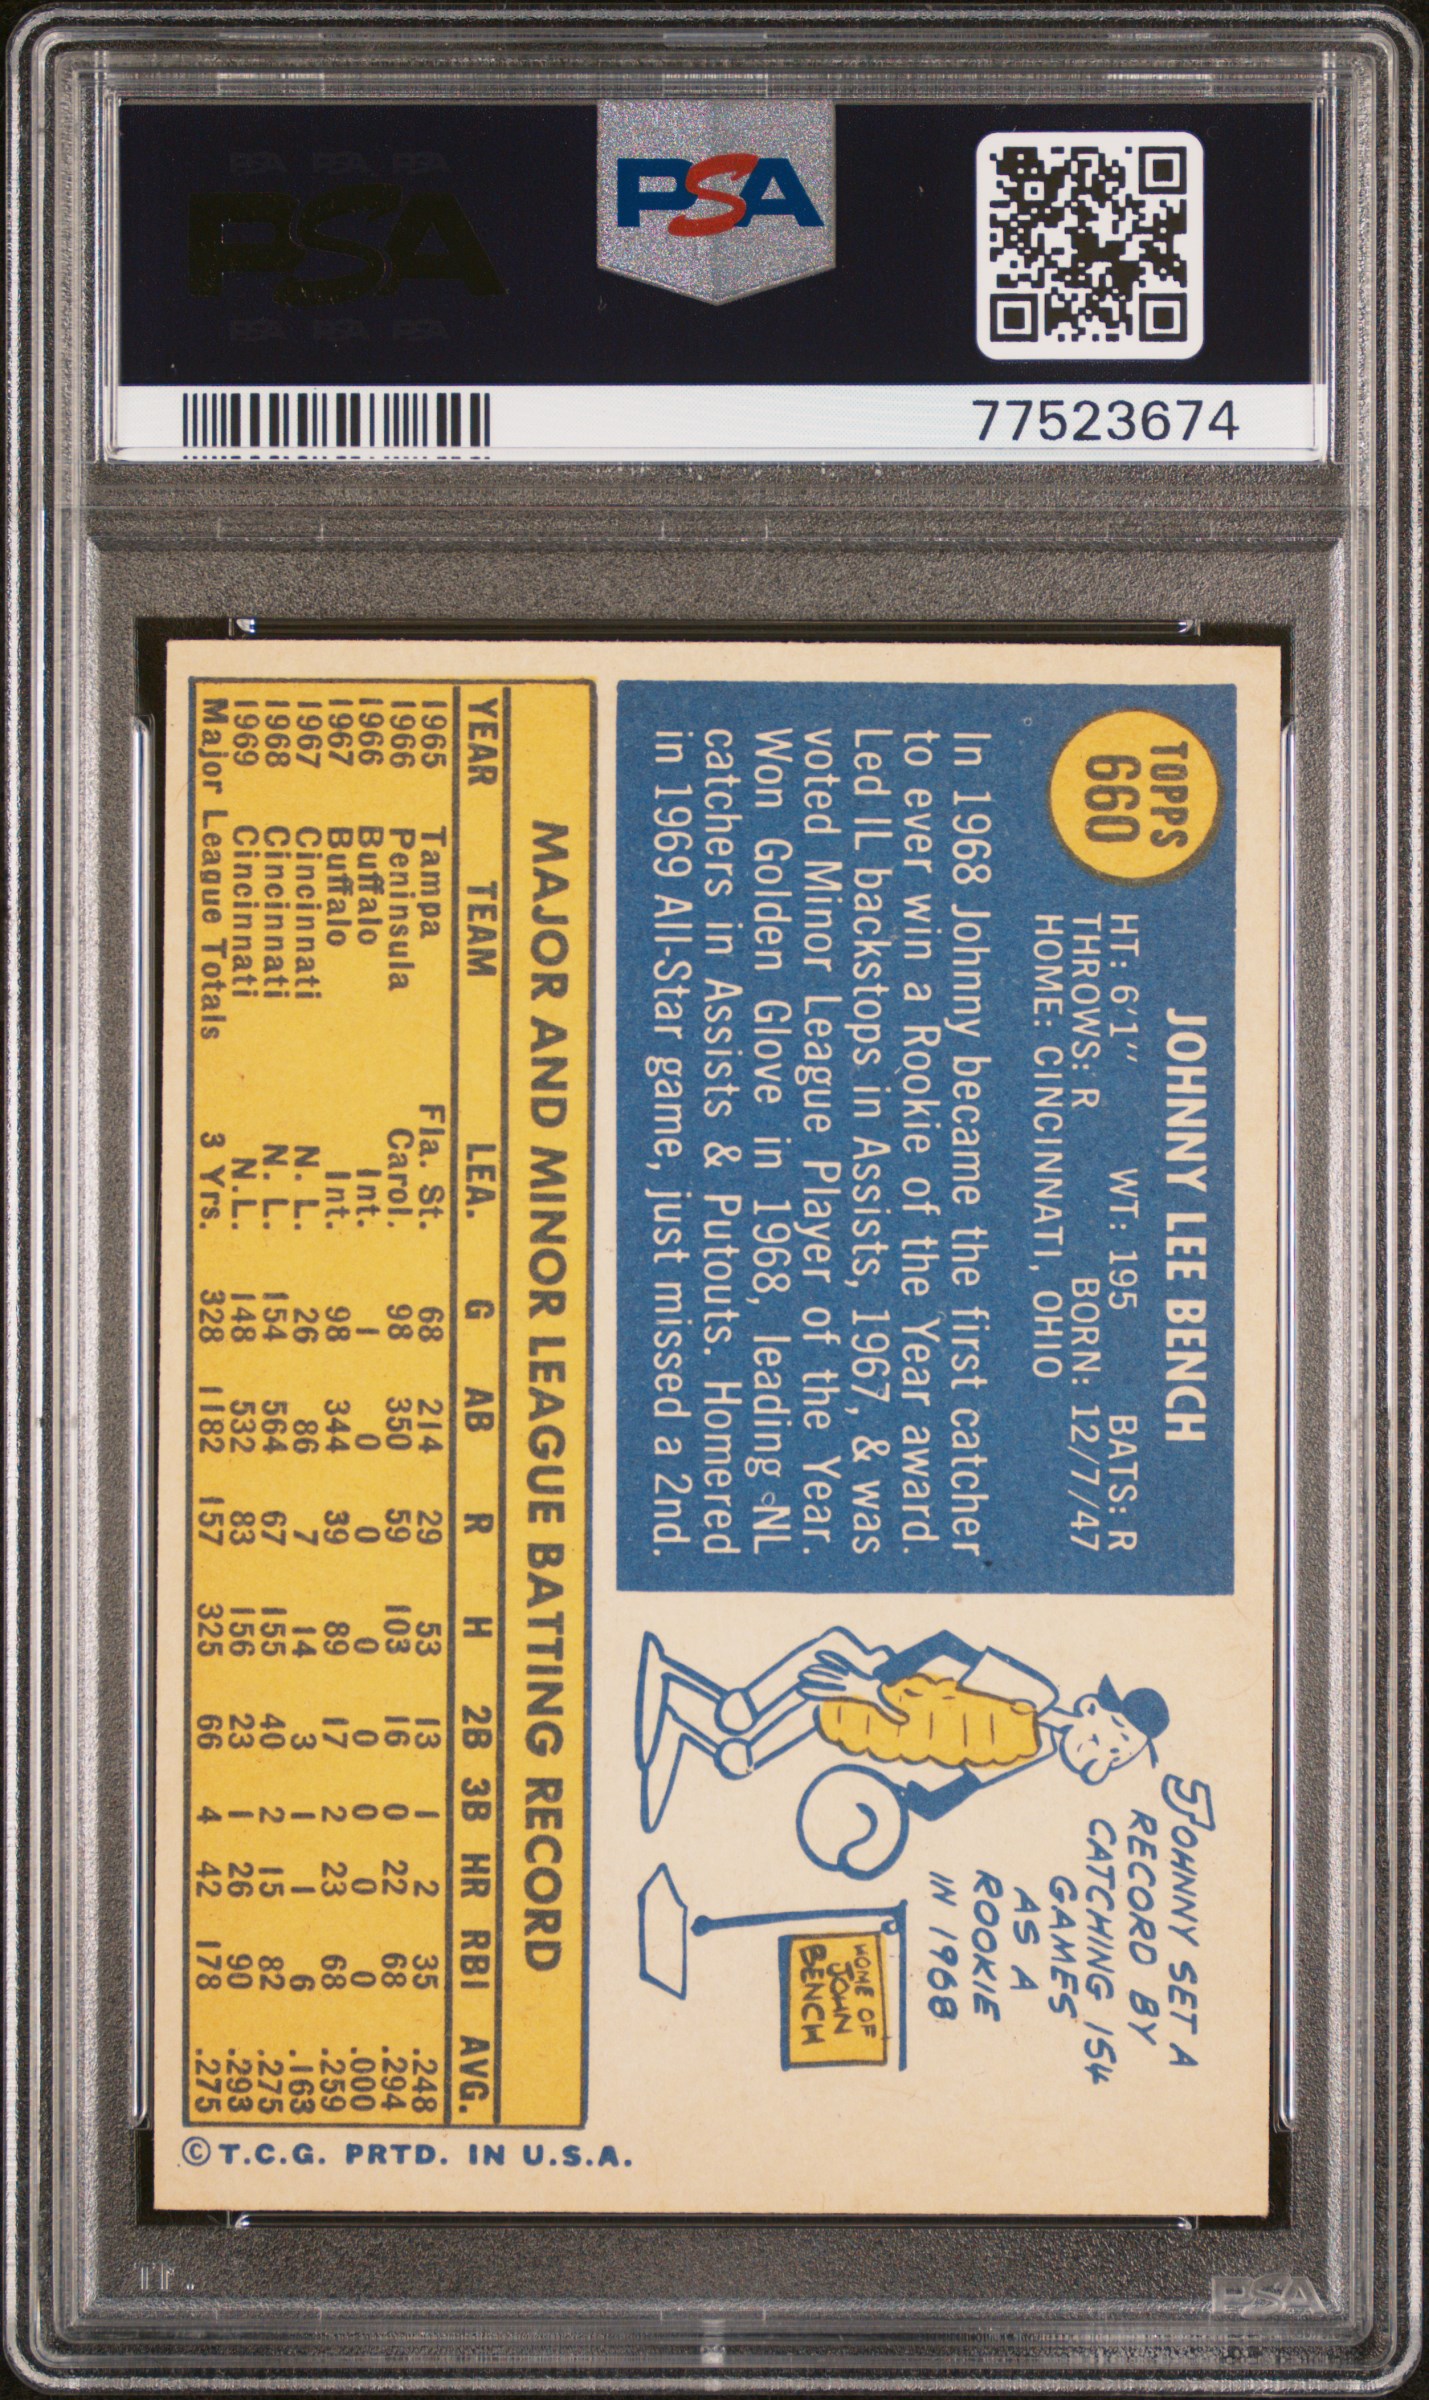 PSA
PSA
77523674
TOPPS
660
JOHNNY LEE BENCH
HT: 6'1" WT: 195 BATS: R
THROWS: R BORN: 12/7/47
HOME: CINCINNATI, OHIO
In 1968 Johnny became the first catcher
to ever win a Rookie of the Year award.
Led IL backstops in Assists, 1967, & was
voted Minor League Player of the Year.
Won Golden Glove in 1968, leading NL
catchers in Assists & Putouts. Homered
in 1969 All-Star game, just missed a 2nd.
JOHNNY SET A
RECORD BY
CATCHING 154
GAMES
AS A
ROOKIE
IN 1968
HOME OF
JOHN
BENCH
MAJOR AND MINOR LEAGUE BATTING RECORD
YEAR TEAM LEA. G AB R H 2B 3B HR RBI AVG.
1965 Tampa Fla. St. 68 214 29 53 13 1 2 35 .248
1966 Peninsula Carol. 98 350 59 103 16 0 22 68 .294
1966 Buffalo Int. 1 0 0 0 0 0 0 0 .000
1967 Buffalo Int. 98 344 39 89 17 2 23 68 .259
1967 Cincinnati N. L. 26 86 7 14 3 1 1 6 .163
1968 Cincinnati N. L. 154 564 67 155 40 2 15 82 .275
1969 Cincinnati N.L. 148 532 83 156 23 1 26 90 .293
Major League Totals 3 Yrs. 328 1182 157 325 66 4 42 178 .275
© T.C.G. PRTD. IN U.S.A.
PSA